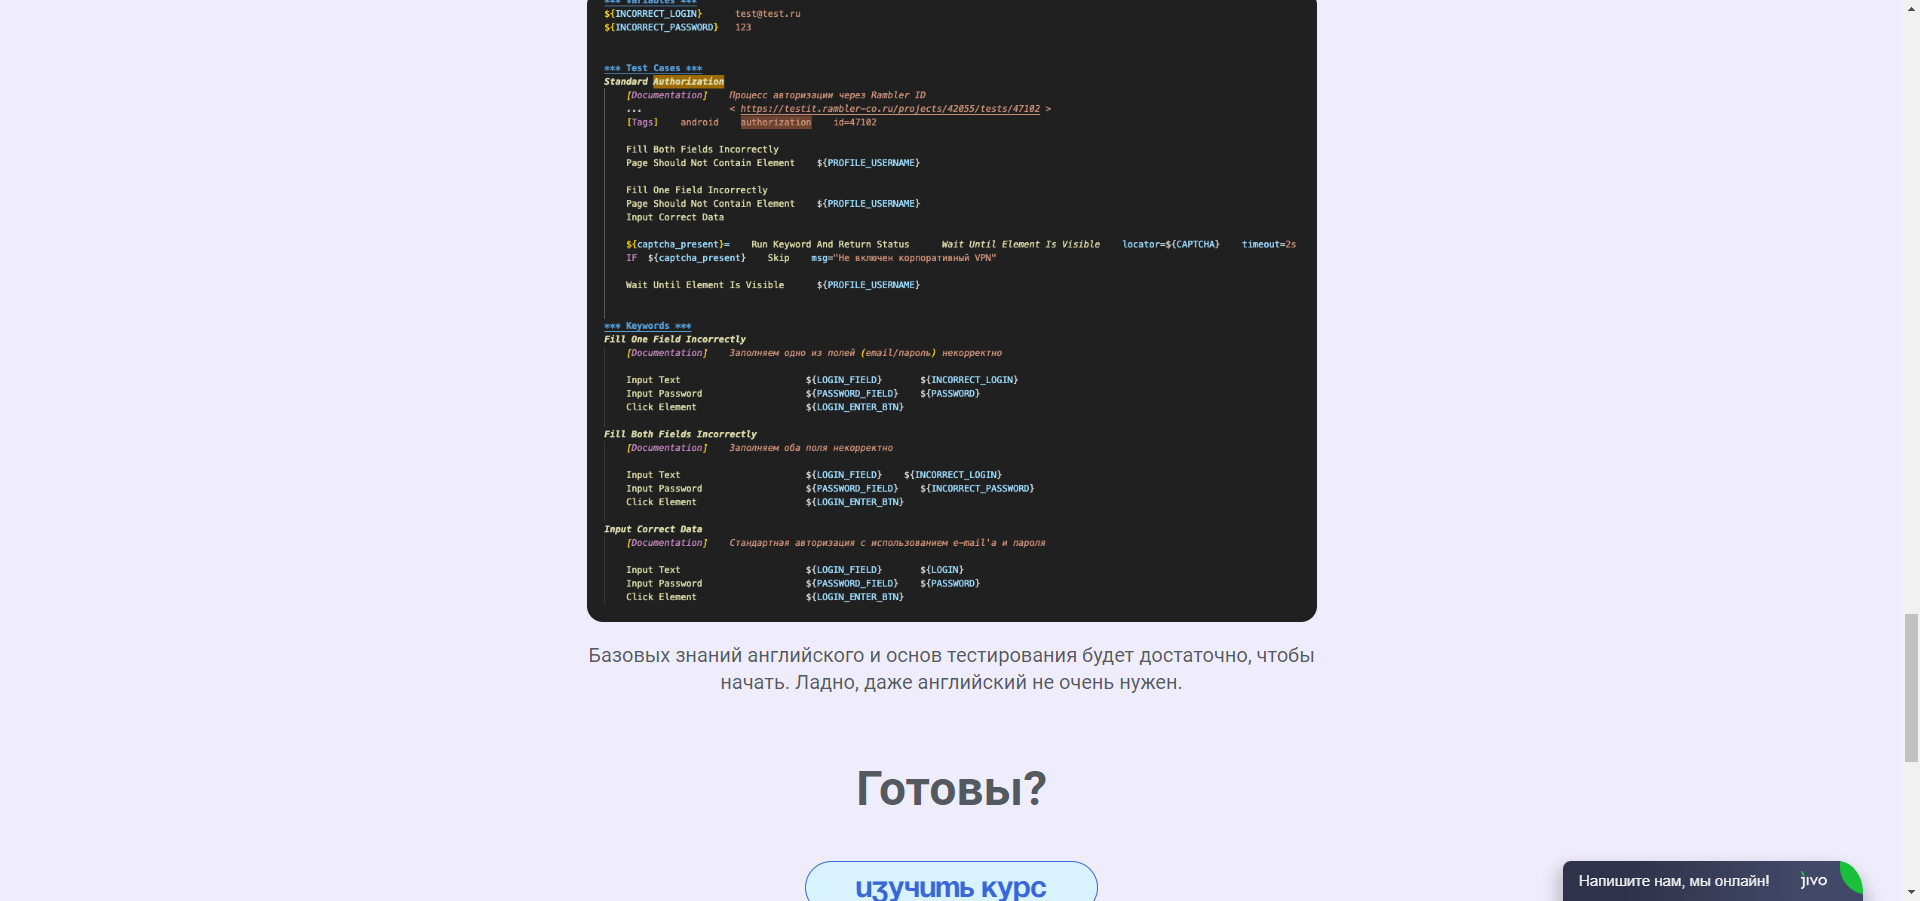 *** Variables ***
${INCORRECT_LOGIN} test@test.ru
${INCORRECT_PASSWORD} 123
*** Test Cases ***
Standard Authorization
[Documentation] Процесс авторизации через Rambler ID
... < https://testit.rambler-co.ru/projects/42055/tests/47102 >
[Tags] android authorization id=47102
Fill Both Fields Incorrectly
Page Should Not Contain Element ${PROFILE_USERNAME}
Fill One Field Incorrectly
Page Should Not Contain Element ${PROFILE_USERNAME}
Input Correct Data
${captcha_present}= Run Keyword And Return Status Wait Until Element Is Visible locator=${CAPTCHA} timeout=2s
IF ${captcha_present} Skip msg="Не включен корпоративный VPN"
Wait Until Element Is Visible ${PROFILE_USERNAME}
*** Keywords ***
Fill One Field Incorrectly
[Documentation] Заполняем одно из полей (email/пароль) некорректно
Input Text ${LOGIN_FIELD} ${INCORRECT_LOGIN}
Input Password ${PASSWORD_FIELD} ${PASSWORD}
Click Element ${LOGIN_ENTER_BTN}
Fill Both Fields Incorrectly
[Documentation] Заполняем оба поля некорректно
Input Text ${LOGIN_FIELD} ${INCORRECT_LOGIN}
Input Password ${PASSWORD_FIELD} ${INCORRECT_PASSWORD}
Click Element ${LOGIN_ENTER_BTN}
Input Correct Data
[Documentation] Стандартная авторизация с использованием e-mail'а и пароля
Input Text ${LOGIN_FIELD} ${LOGIN}
Input Password ${PASSWORD_FIELD} ${PASSWORD}
Click Element ${LOGIN_ENTER_BTN}
Базовых знаний английского и основ тестирования будет достаточно, чтобы
начать. Ладно, даже английский не очень нужен.
Готовы?
изучить курс
Напишите нам, мы онлайн! jivo